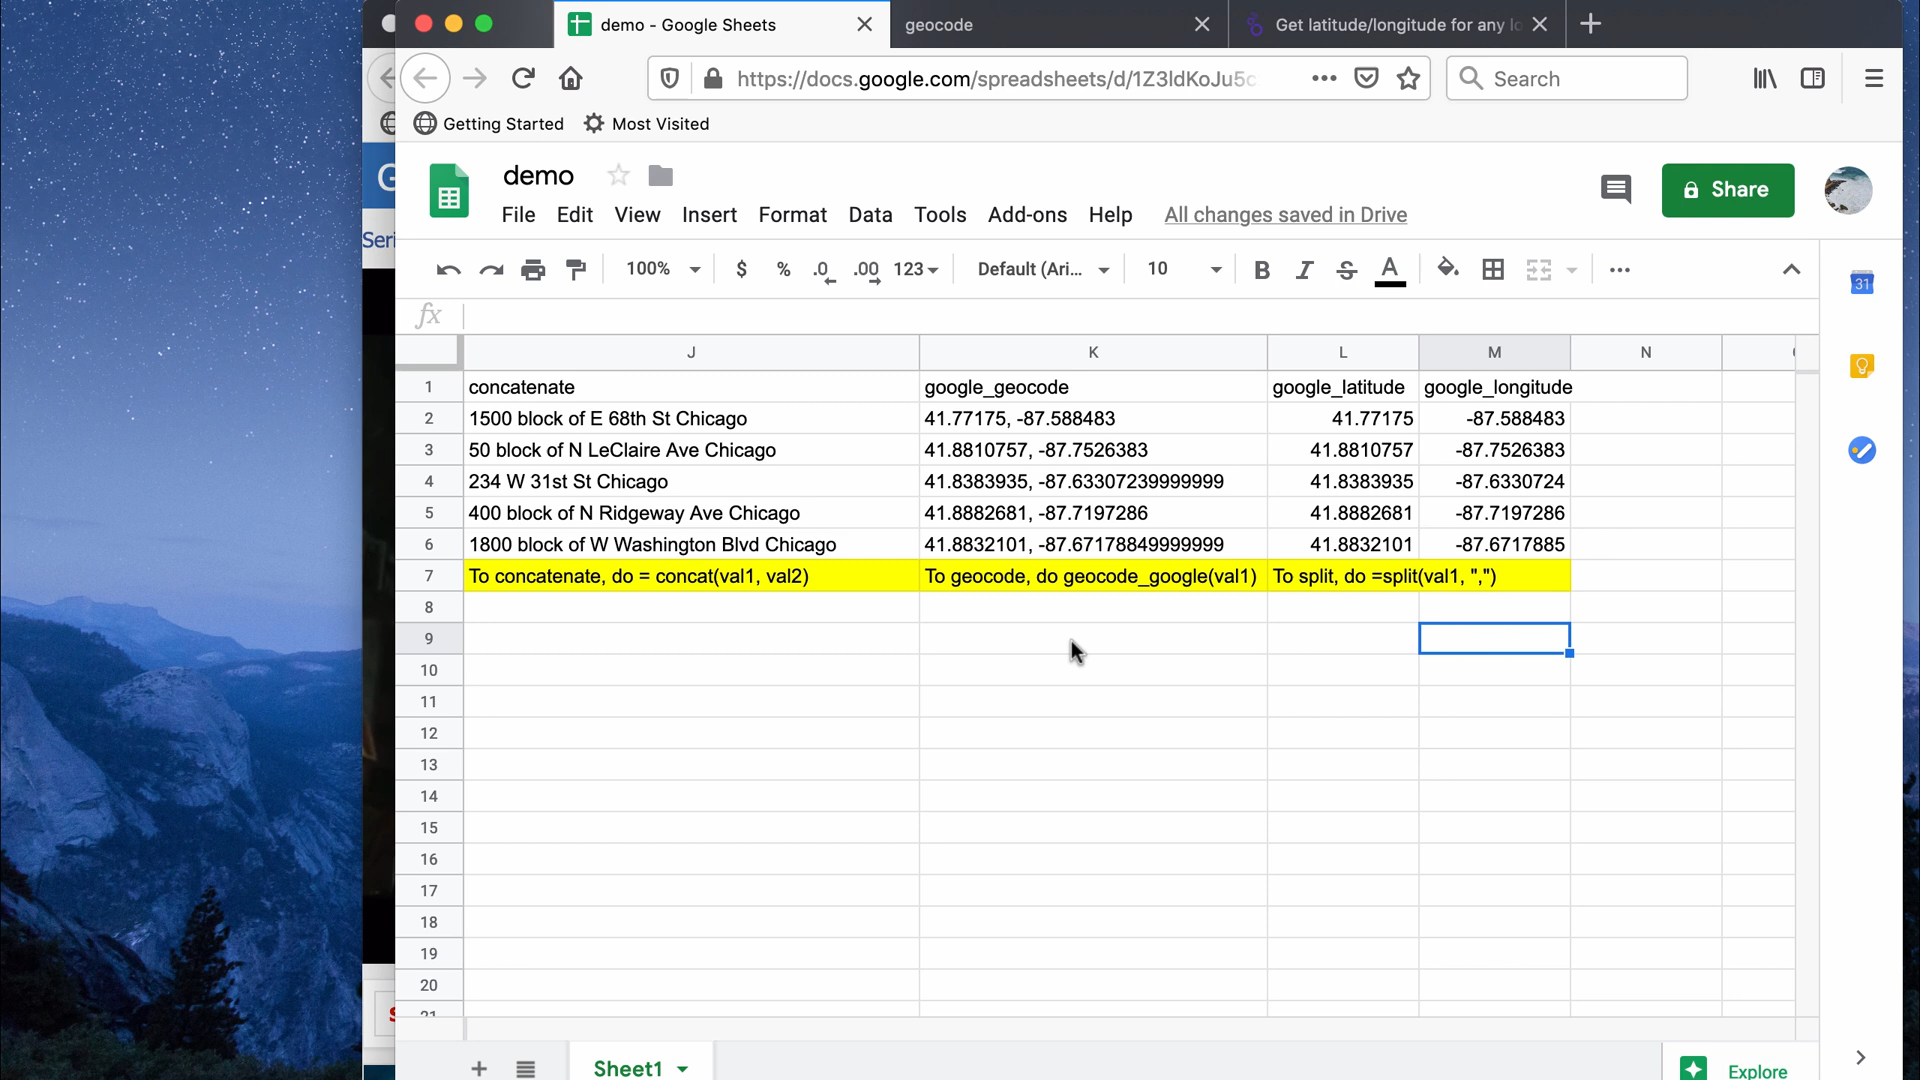 demo - Google Sheets
geocode
Get latitude/longitude for any lo
https://docs.google.com/spreadsheets/d/1Z3ldKoJu5c
Search
Getting Started
Most Visited
G
Seri
demo
File Edit View Insert Format Data Tools Add-ons Help All changes saved in Drive
Share
100% $ % .0 .00 123 Default (Ari... 10 B I S A
31
fx
J K L M N
1 concatenate google_geocode google_latitude google_longitude
2 1500 block of E 68th St Chicago 41.77175, -87.588483 41.77175 -87.588483
3 50 block of N LeClaire Ave Chicago 41.8810757, -87.7526383 41.8810757 -87.7526383
4 234 W 31st St Chicago 41.8383935, -87.63307239999999 41.8383935 -87.6330724
5 400 block of N Ridgeway Ave Chicago 41.8882681, -87.7197286 41.8882681 -87.7197286
6 1800 block of W Washington Blvd Chicago 41.8832101, -87.67178849999999 41.8832101 -87.6717885
7 To concatenate, do = concat(val1, val2) To geocode, do geocode_google(val1) To split, do =split(val1, ",")
8
9
10
11
12
13
14
15
16
17
18
19
20
21
Sheet1
Explore